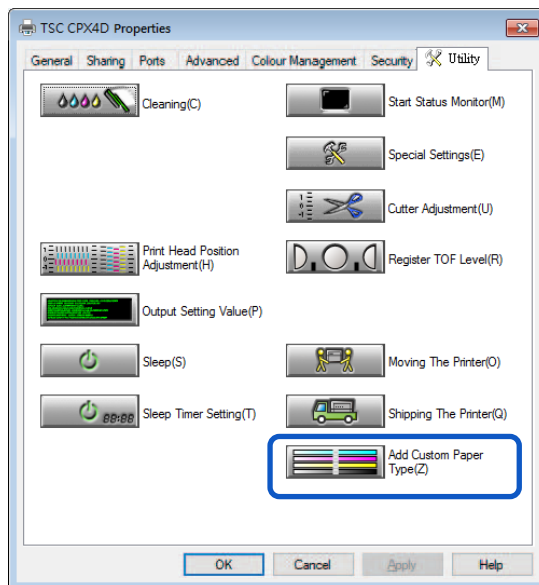 TSC CPX4D Properties
General Sharing Ports Advanced Colour Management Security Utility
Cleaning(C)
Start Status Monitor(M)
Special Settings(E)
Cutter Adjustment(U)
Print Head Position
Adjustment(H)
Register TOF Level(R)
Output Setting Value(P)
Sleep(S)
Moving The Printer(O)
88:88
Sleep Timer Setting(T)
Shipping The Printer(Q)
Add Custom Paper
Type(Z)
OK Cancel Apply Help